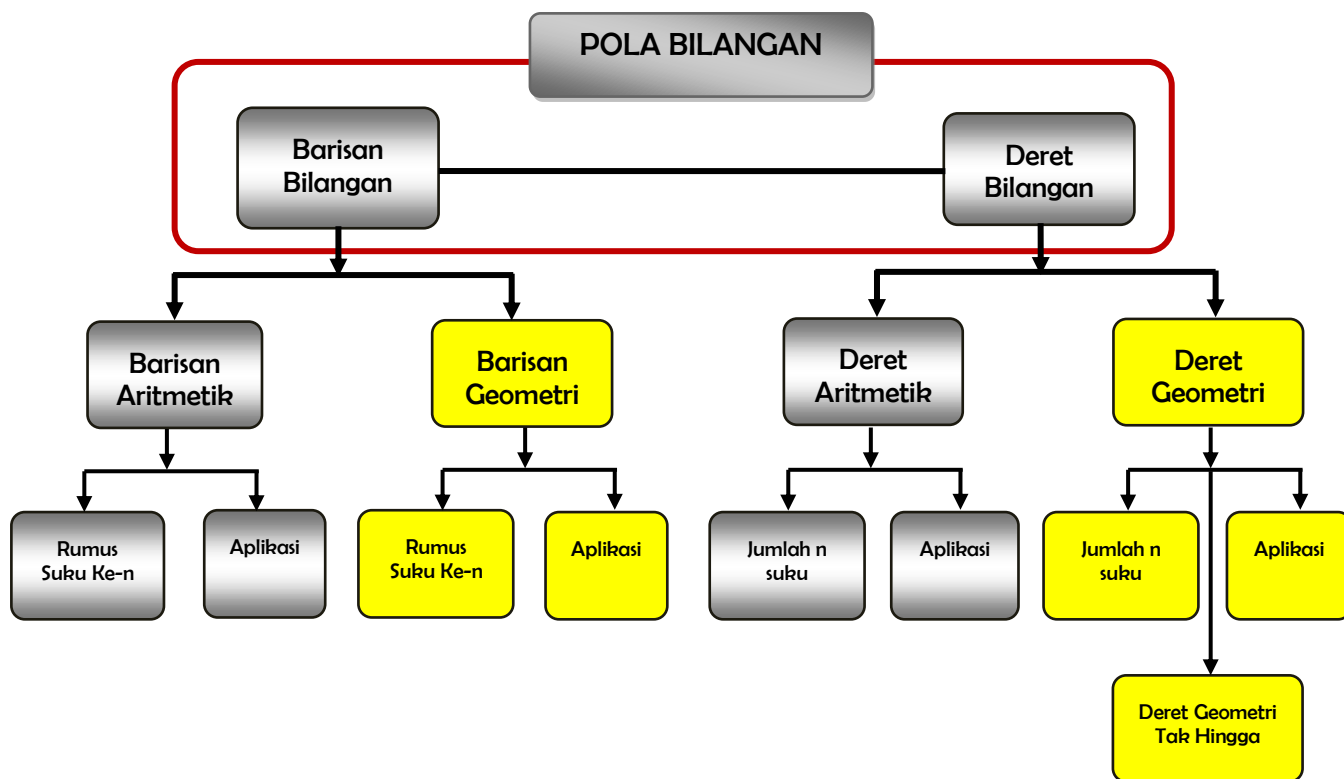 POLA BILANGAN
Barisan
Bilangan
Deret
Bilangan
Barisan
Aritmetik
Barisan
Geometri
Deret
Aritmetik
Deret
Geometri
Rumus
Suku Ke-n
Aplikasi
Rumus
Suku Ke-n
Aplikasi
Jumlah n
suku
Aplikasi
Jumlah n
suku
Aplikasi
Deret Geometri
Tak Hingga